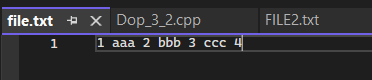 file.txt Dop_3_2.cpp FILE2.txt
1 1 aaa 2 bbb 3 ccc 4